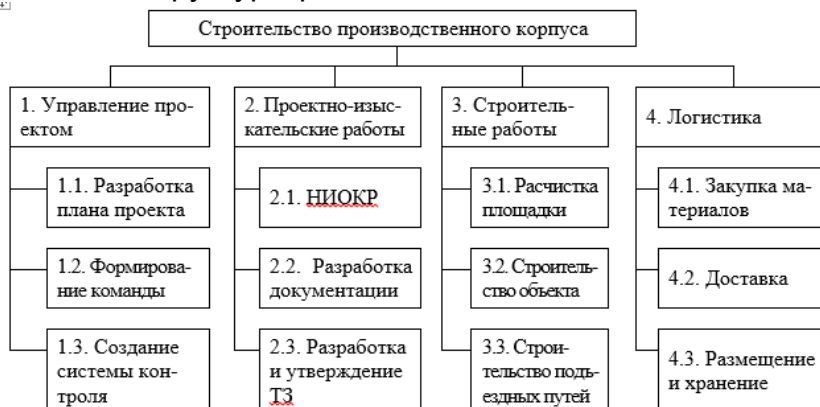 Строительство производственного корпуса
1. Управление про-
ектом
2. Проектно-изыс-
кательские работы
3. Строитель-
ные работы
4. Логистика
1.1. Разработка
плана проекта
2.1. НИОКР
3.1. Расчистка
площадки
4.1. Закупка ма-
териалов
1.2. Формирова-
ние команды
2.2. Разработка
документации
3.2. Строитель-
ство объекта
4.2. Доставка
1.3. Создание
системы кон-
троля
2.3. Разработка
и утверждение
ТЗ
3.3. Строи-
тельство подъ-
ездных путей
4.3. Размещение
и хранение